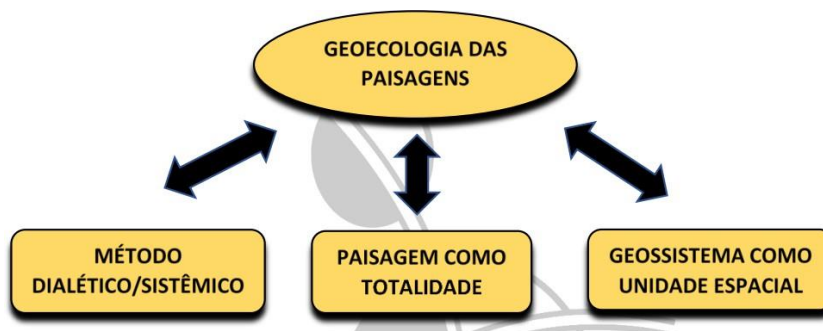 GEOECOLOGIA DAS
PAISAGENS
MÉTODO
DIALÉTICO/SISTÊMICO
PAISAGEM COMO
TOTALIDADE
GEOSSISTEMA COMO
UNIDADE ESPACIAL